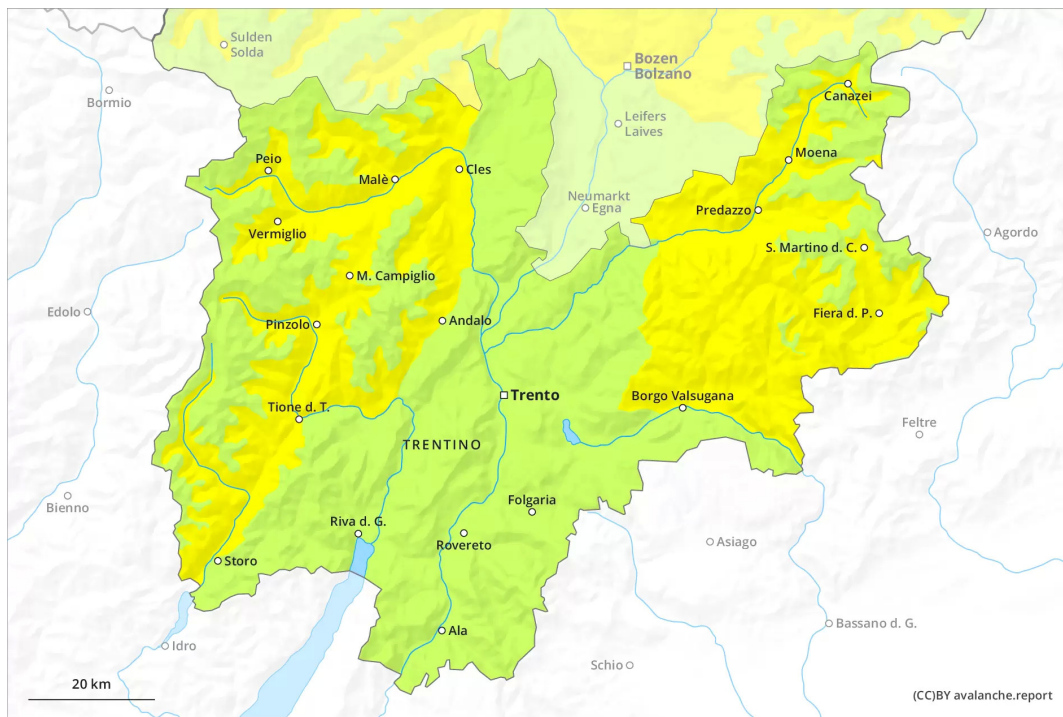 Sulden
Solda
Bozen
Bolzano
Bormio
Canazei
Leifers
Laives
Moena
Peio
Malè
Cles
Neumarkt
Egna
Predazzo
Vermiglio
Agordo
S. Martino d. C.
M. Campiglio
Edolo
Fiera d. P.
Pinzolo
Andalo
Trento
Borgo Valsugana
Tione d. T.
Feltre
TRENTINO
Bienno
Folgaria
Riva d. G.
Rovereto
Asiago
Storo
Bassano d. G.
Ala
Idro
Schio
20 km
(CC)BY avalanche.report